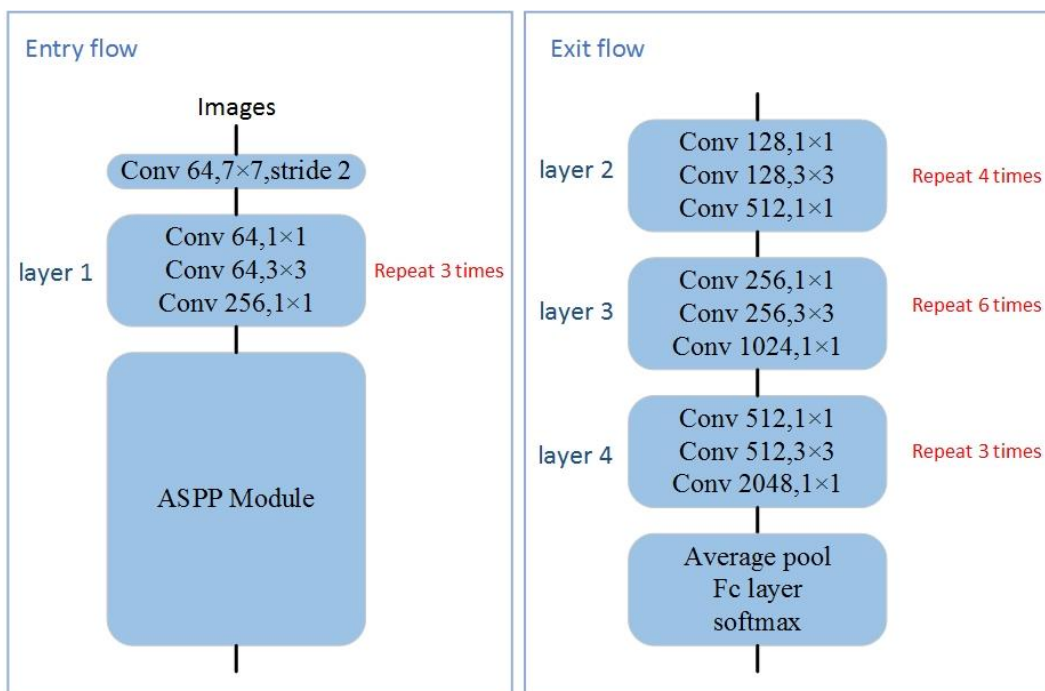 Entry flow
Images
Conv 64,7×7,stride 2
layer 1
Conv 64,1×1
Conv 64,3×3
Conv 256,1×1
Repeat 3 times
ASPP Module
Exit flow
layer 2
Conv 128,1×1
Conv 128,3×3
Conv 512,1×1
Repeat 4 times
layer 3
Conv 256,1×1
Conv 256,3×3
Conv 1024,1×1
Repeat 6 times
layer 4
Conv 512,1×1
Conv 512,3×3
Conv 2048,1×1
Repeat 3 times
Average pool
Fc layer
softmax